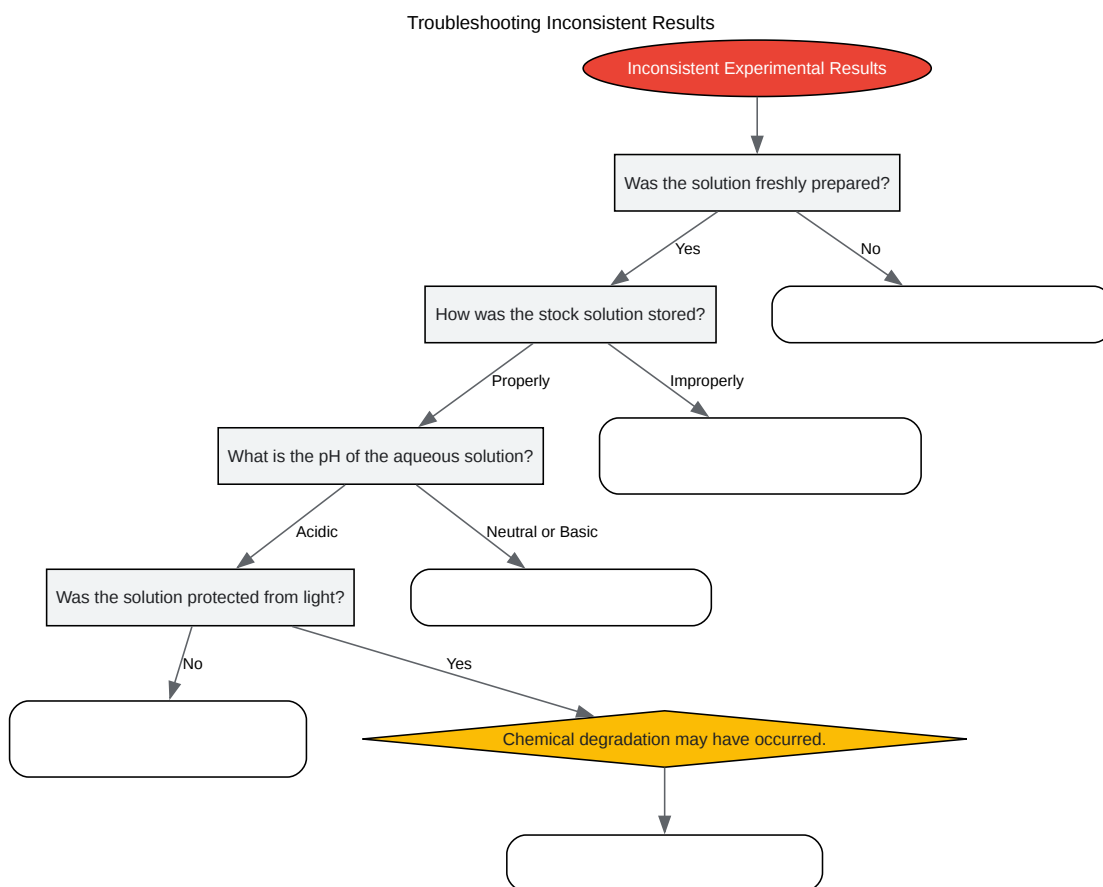 Troubleshooting Inconsistent Results
Inconsistent Experimental Results
Was the solution freshly prepared?
Yes
No
How was the stock solution stored?
Properly
Improperly
What is the pH of the aqueous solution?
Acidic
Neutral or Basic
Was the solution protected from light?
No
Yes
Chemical degradation may have occurred.